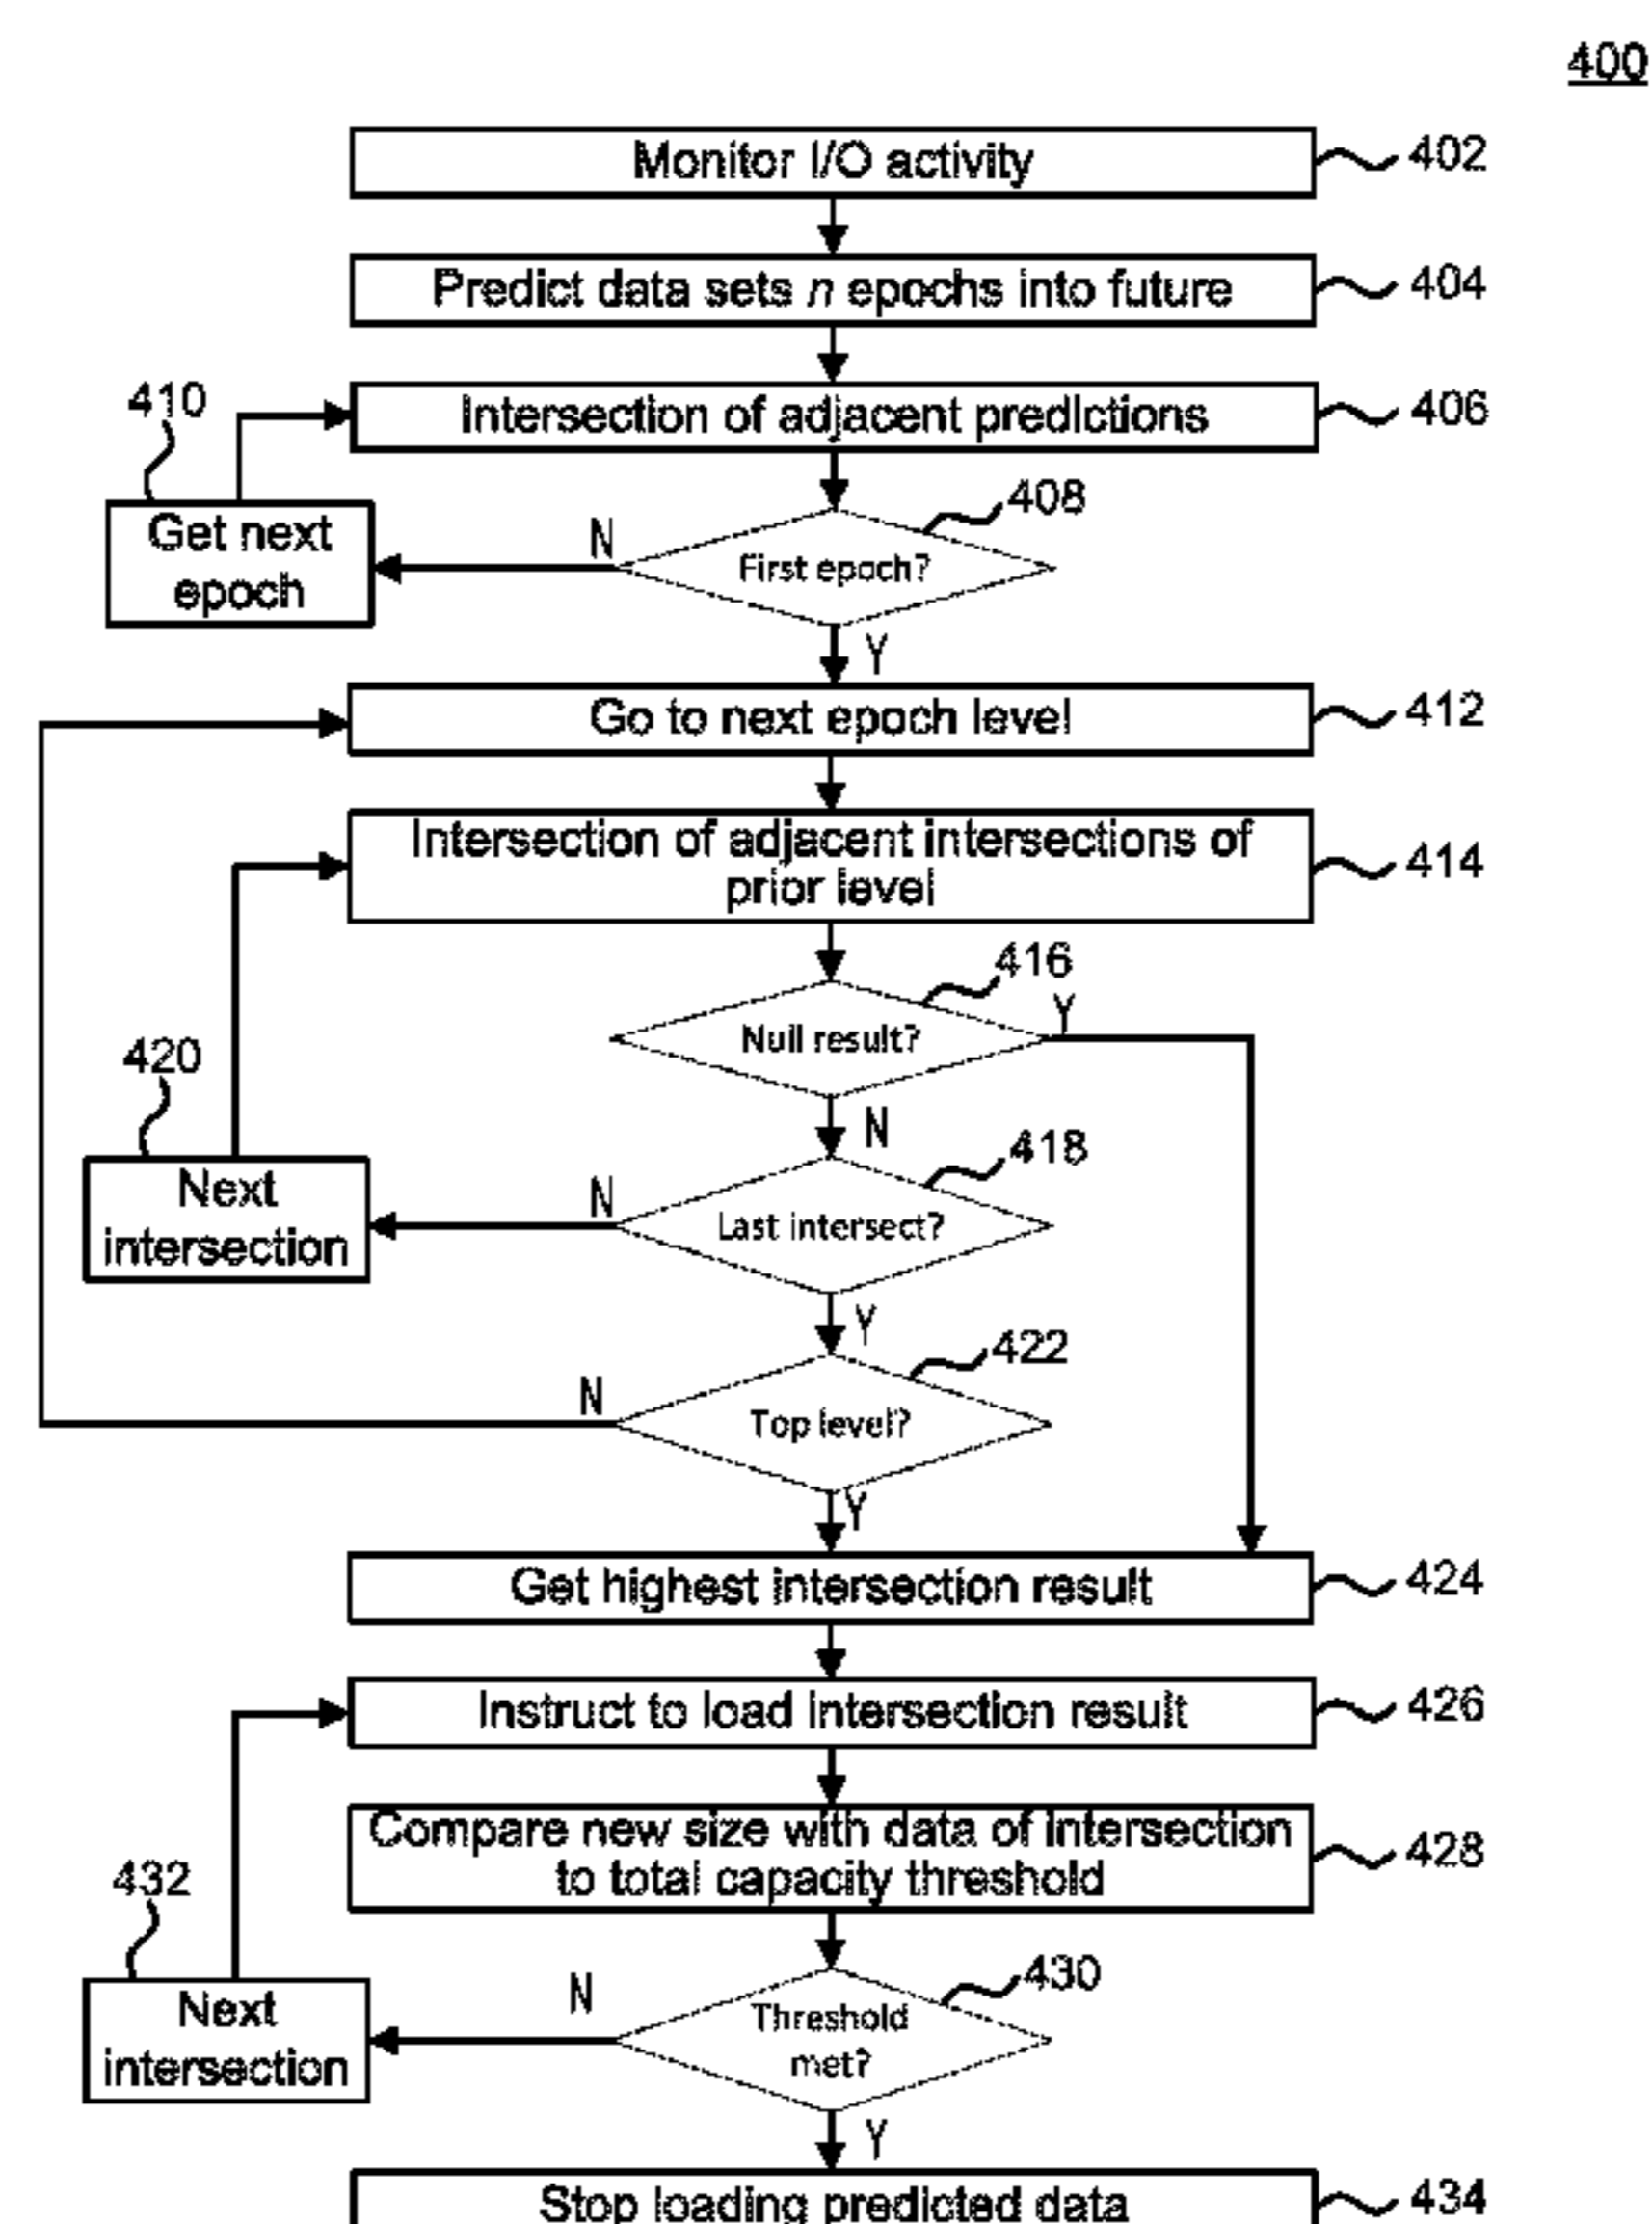 400
Monitor I/O activity
402
Predict data sets n epochs into future
404
410
Intersection of adjacent predictions
406
408
Get next
epoch
N
First epoch?
Y
Go to next epoch level
412
Intersection of adjacent intersections of
prior level
414
416
Y
Null result?
420
N
418
Next
intersection
N
Last intersect?
Y
422
N
Top level?
Y
Get highest intersection result
424
Instruct to load intersection result
426
Compare new size with data of intersection
to total capacity threshold
428
432
430
Next
intersection
N
Threshold
met?
Y
Stop loading predicted data
434